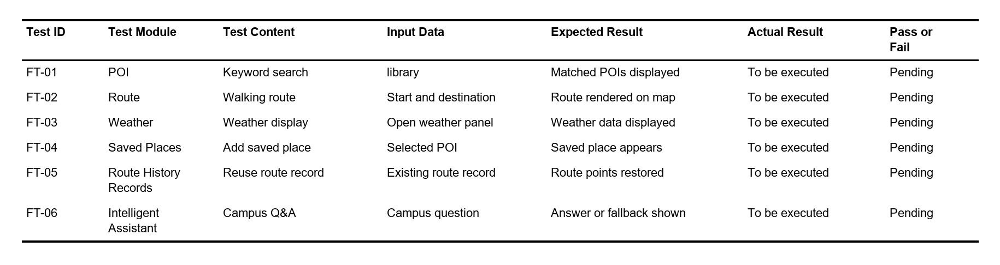 Test ID Test Module Test Content Input Data Expected Result Actual Result Pass or
Fail
FT-01 POI Keyword search library Matched POIs displayed To be executed Pending
FT-02 Route Walking route Start and destination Route rendered on map To be executed Pending
FT-03 Weather Weather display Open weather panel Weather data displayed To be executed Pending
FT-04 Saved Places Add saved place Selected POI Saved place appears To be executed Pending
FT-05 Route History Reuse route record Existing route record Route points restored To be executed Pending
Records
FT-06 Intelligent Campus Q&A Campus question Answer or fallback shown To be executed Pending
Assistant